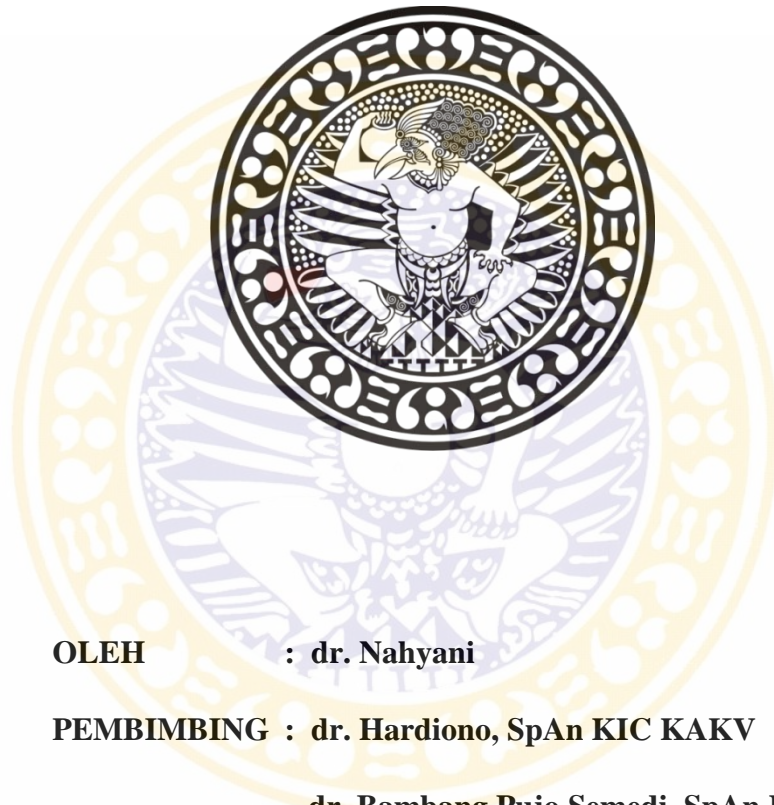 OLEH : dr. Nahyani
PEMBIMBING : dr. Hardiono, SpAn KIC KAKV
dr. Bambang Pujo Semedi, SpAn